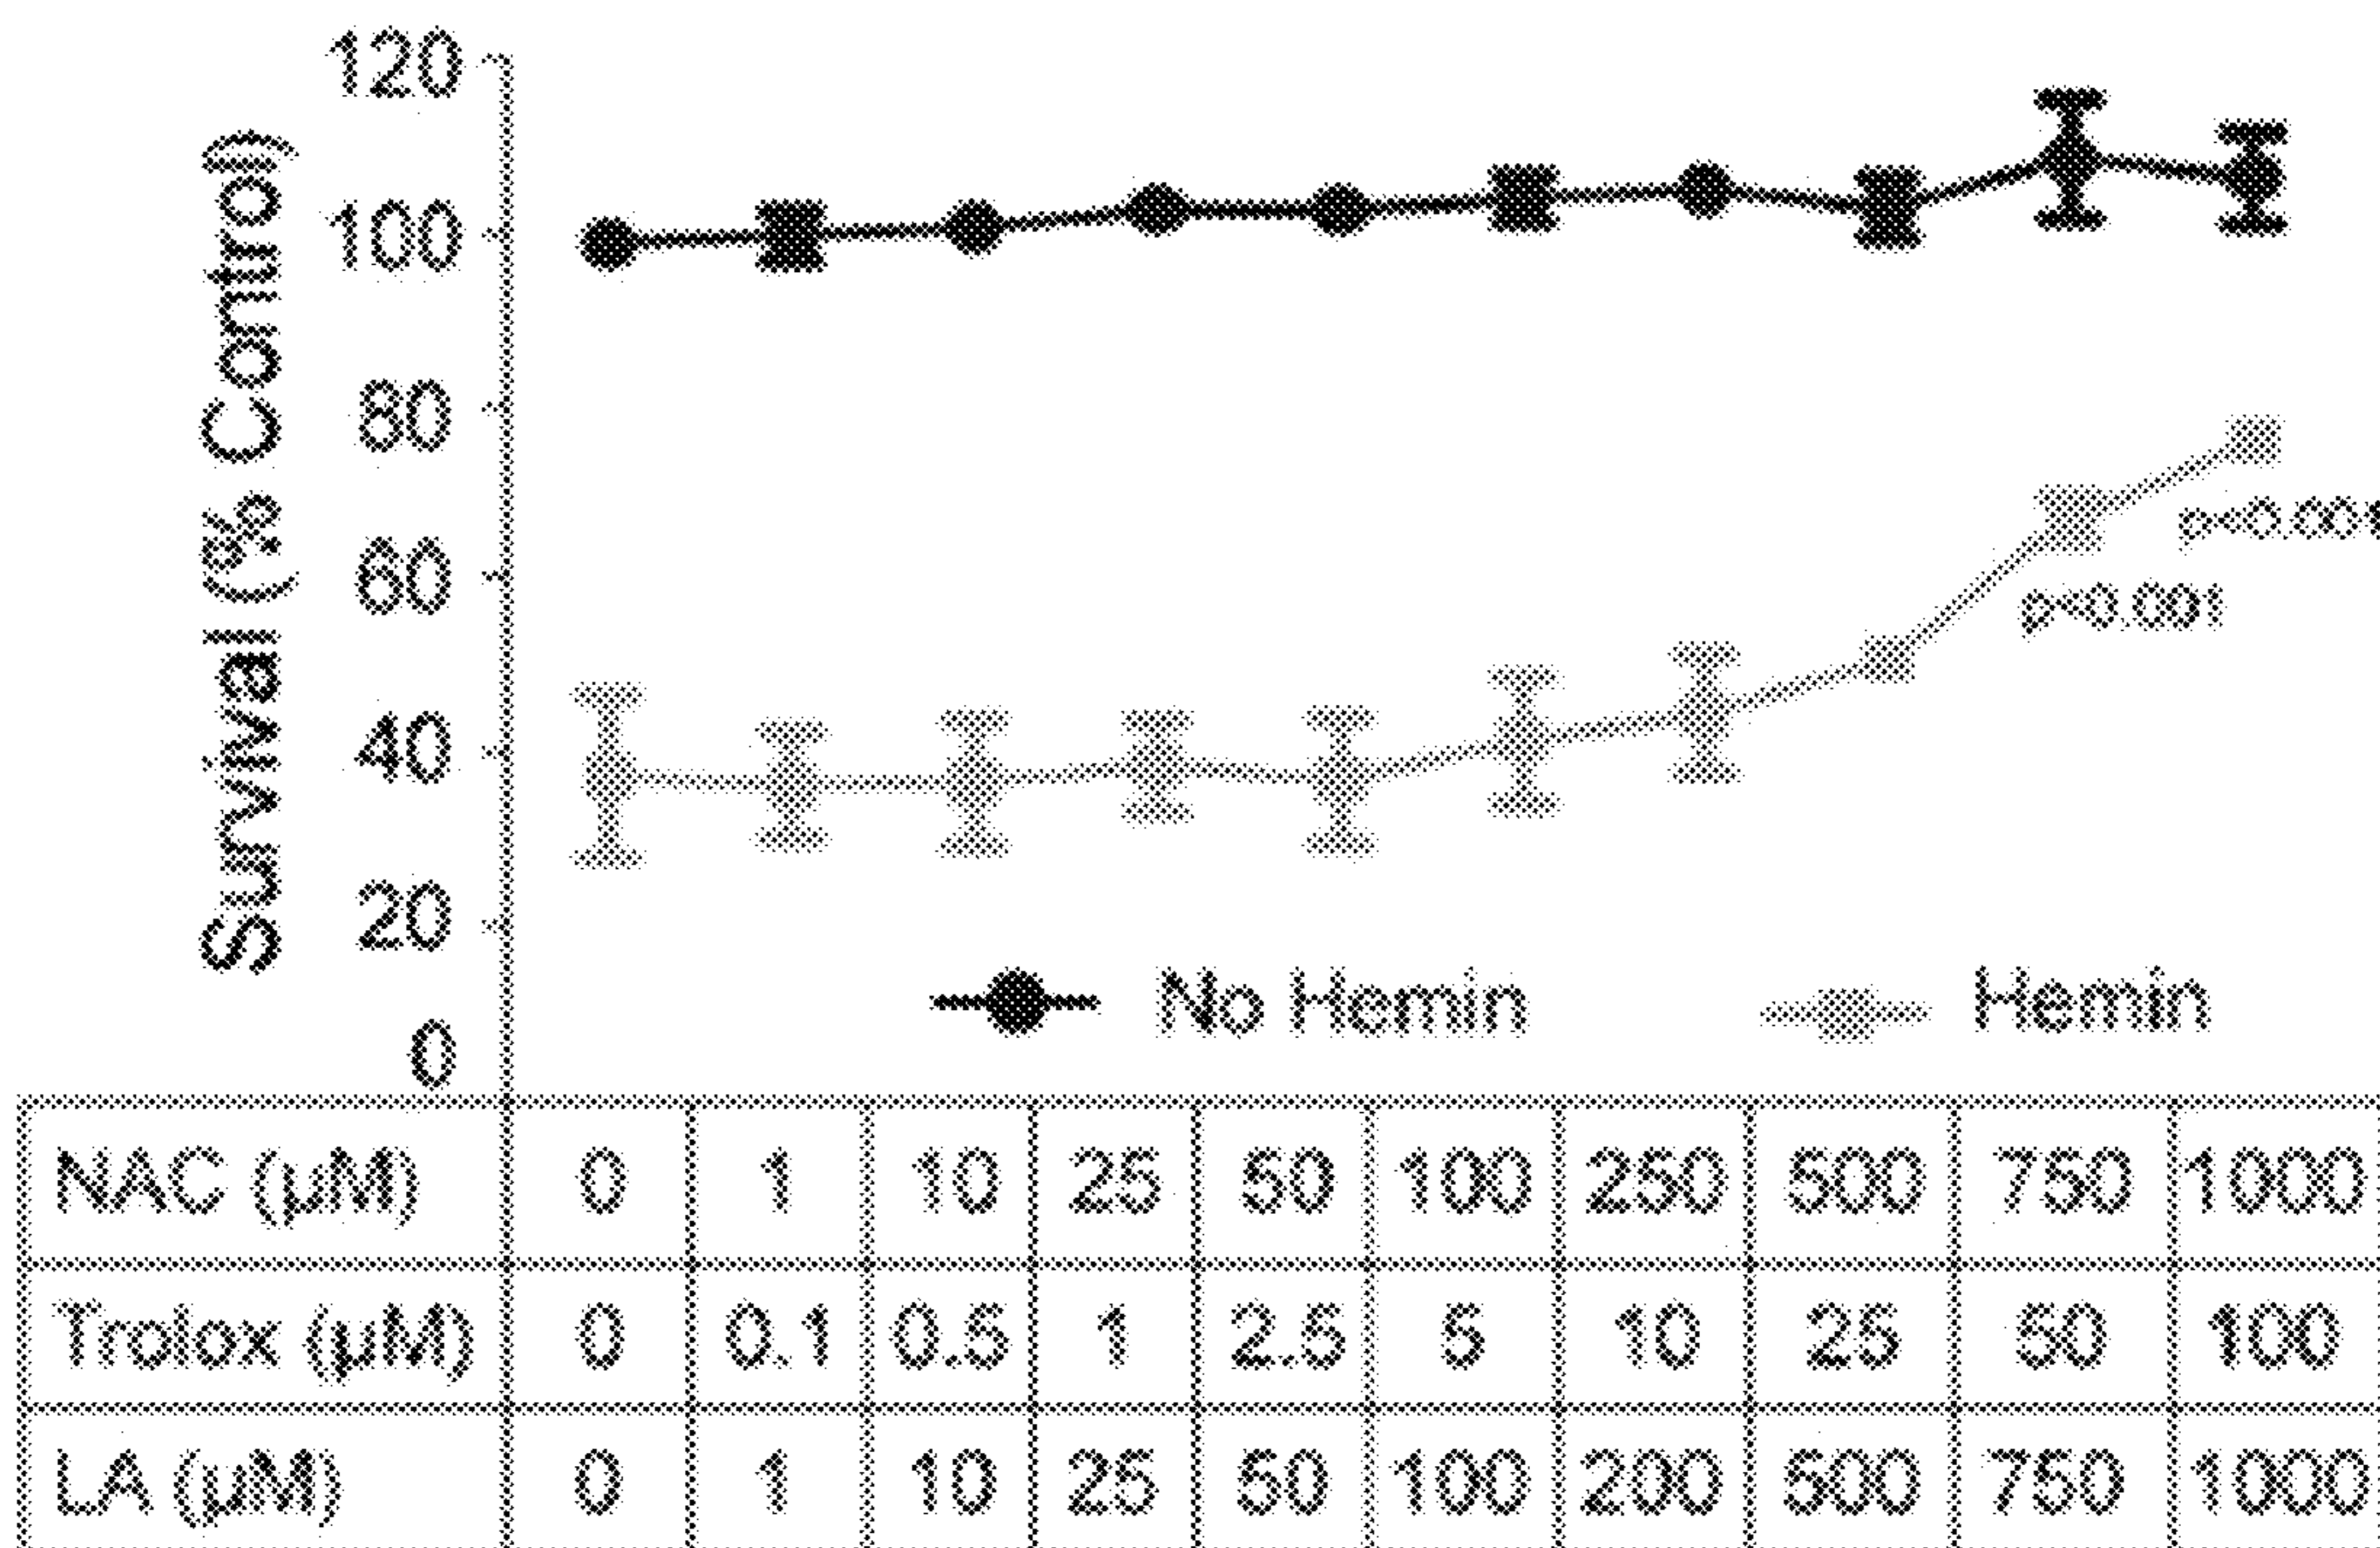 120
100
80
60
40
20
0
Survival (% Control)
p<0.001
p<0.001
No Hemin
Hemin
NAC (µM) 0 1 10 25 50 100 250 500 750 1000
Trolox (µM) 0 0.1 0.5 1 2.5 5 10 25 50 100
LA (µM) 0 1 10 25 50 100 200 500 750 1000